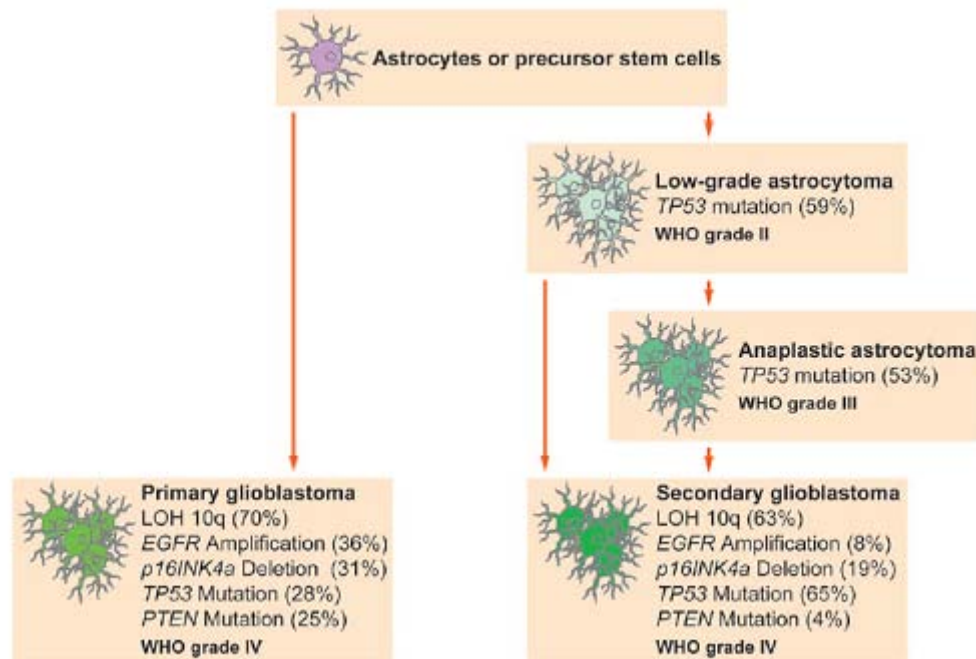 Astrocytes or precursor stem cells
Low-grade astrocytoma
TP53 mutation (59%)
WHO grade II
Anaplastic astrocytoma
TP53 mutation (53%)
WHO grade III
Primary glioblastoma
LOH 10q (70%)
EGFR Amplification (36%)
p16INK4a Deletion (31%)
TP53 Mutation (28%)
PTEN Mutation (25%)
WHO grade IV
Secondary glioblastoma
LOH 10q (63%)
EGFR Amplification (8%)
p16INK4a Deletion (19%)
TP53 Mutation (65%)
PTEN Mutation (4%)
WHO grade IV